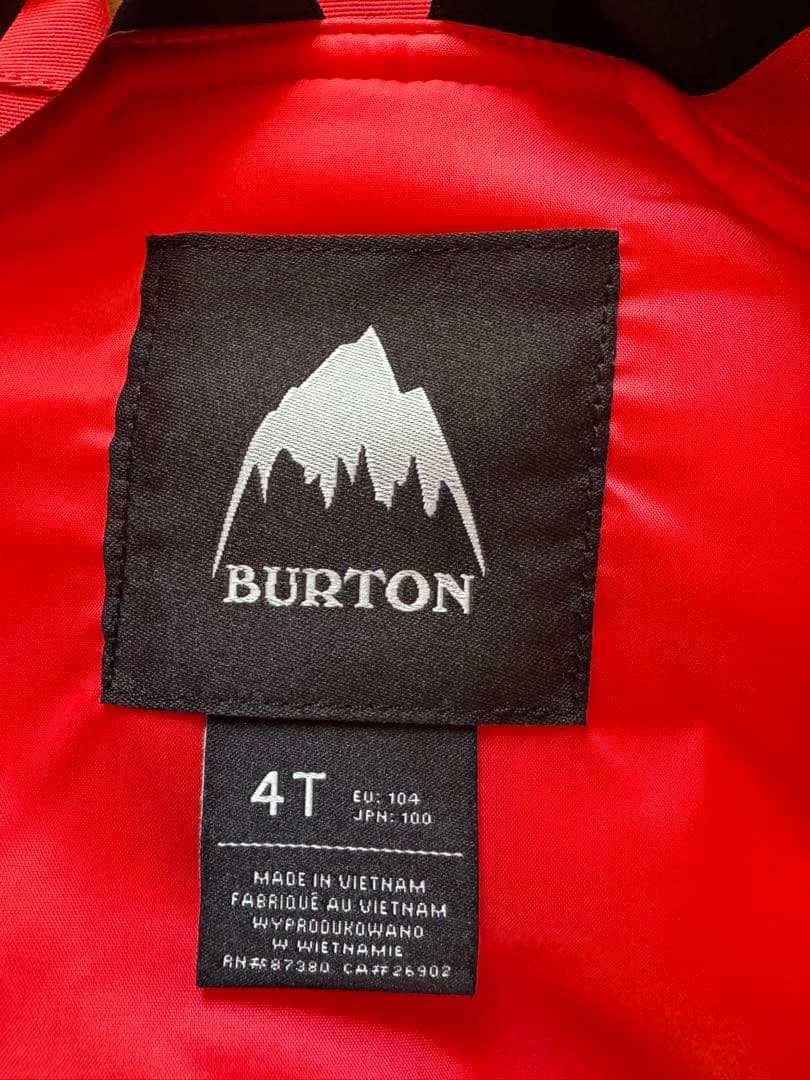 BURTON
4T
EU: 104
JPN: 100
MADE IN VIETNAM
FABRIQUÉ AU VIETNAM
WYPRODUKOWANO
W WIETNAMIE
RN#87380 CA#26902